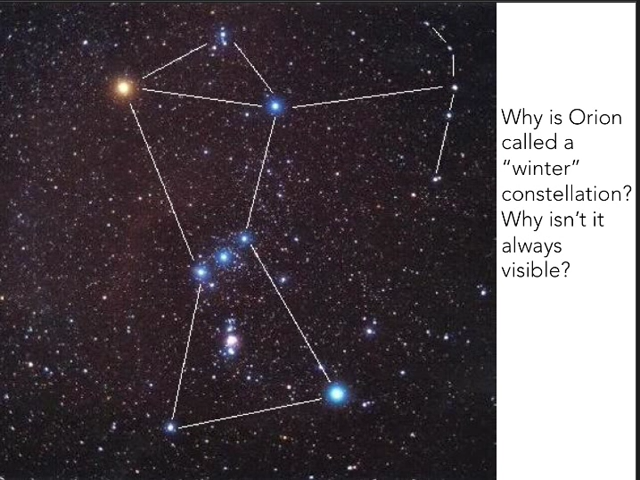 Why is Orion
called a
“winter”
constellation?
Why isn’t it
always
visible?